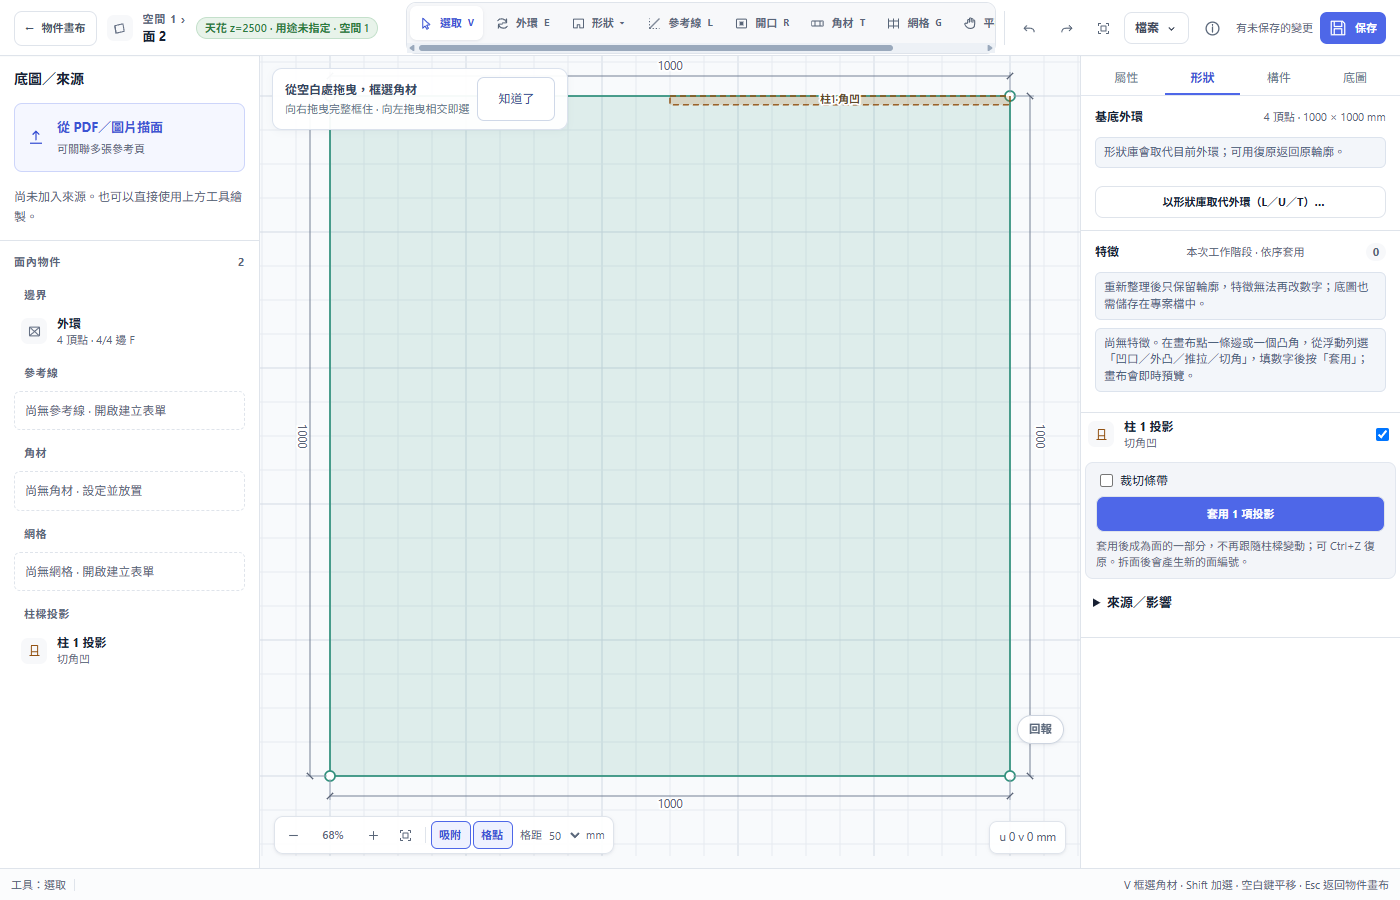 ← 物件畫布
空間 1 ›
面 2
天花 z=2500 · 用途未指定 · 空間 1
選取 V
外環 E
形狀
參考線 L
開口 R
角材 T
網格 G
平
檔案
有未保存的變更
保存
底圖／來源
從 PDF／圖片描面
可關聯多張參考頁
尚未加入來源。也可以直接使用上方工具繪
製。
面內物件 2
邊界
外環
4 頂點 · 4/4 邊 F
參考線
尚無參考線 · 開啟建立表單
角材
尚無角材 · 設定並放置
網格
尚無網格 · 開啟建立表單
柱樑投影
柱 1 投影
切角凹
從空白處拖曳，框選角材
向右拖曳完整框住 · 向左拖曳相交即選
知道了
1000
柱1·角凹
1000
1000
1000
回報
− 68% +
吸附
格點
格距 50 mm
u 0 v 0 mm
屬性
形狀
構件
底圖
基底外環 4 頂點 · 1000 × 1000 mm
形狀庫會取代目前外環；可用復原返回原輪廓。
以形狀庫取代外環（L／U／T）…
特徵 本次工作階段 · 依序套用 0
重新整理後只保留輪廓，特徵無法再改數字；底圖也
需儲存在專案檔中。
尚無特徵。在畫布點一條邊或一個凸角，從浮動列選
「凹口／外凸／推拉／切角」，填數字後按「套用」；
畫布會即時預覽。
柱 1 投影
切角凹
裁切條帶
套用 1 項投影
套用後成為面的一部分，不再跟隨柱樑變動；可 Ctrl+Z 復
原。拆面後會產生新的面編號。
▶ 來源／影響
工具：選取
V 框選角材 · Shift 加選 · 空白鍵平移 · Esc 返回物件畫布